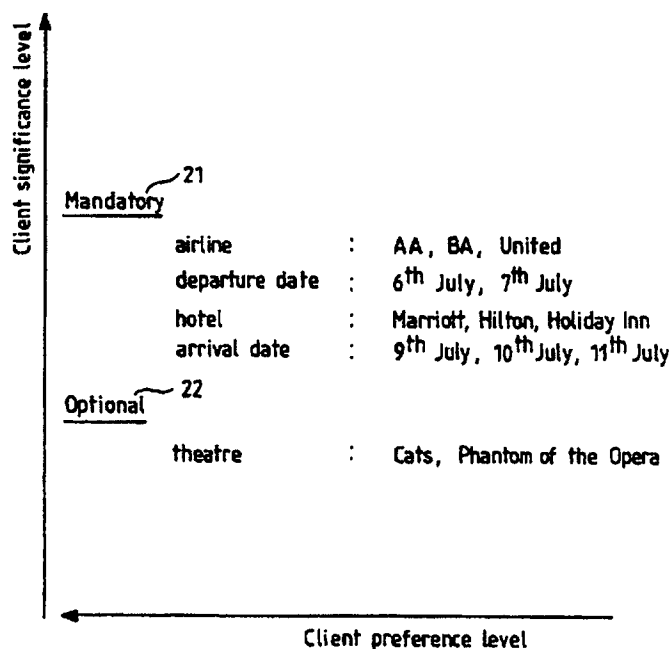 Client significance level
21
Mandatory
airline : AA, BA, United
departure date : 6th July, 7th July
hotel : Marriott, Hilton, Holiday Inn
arrival date : 9th July, 10th July, 11th July
22
Optional
theatre : Cats, Phantom of the Opera
Client preference level